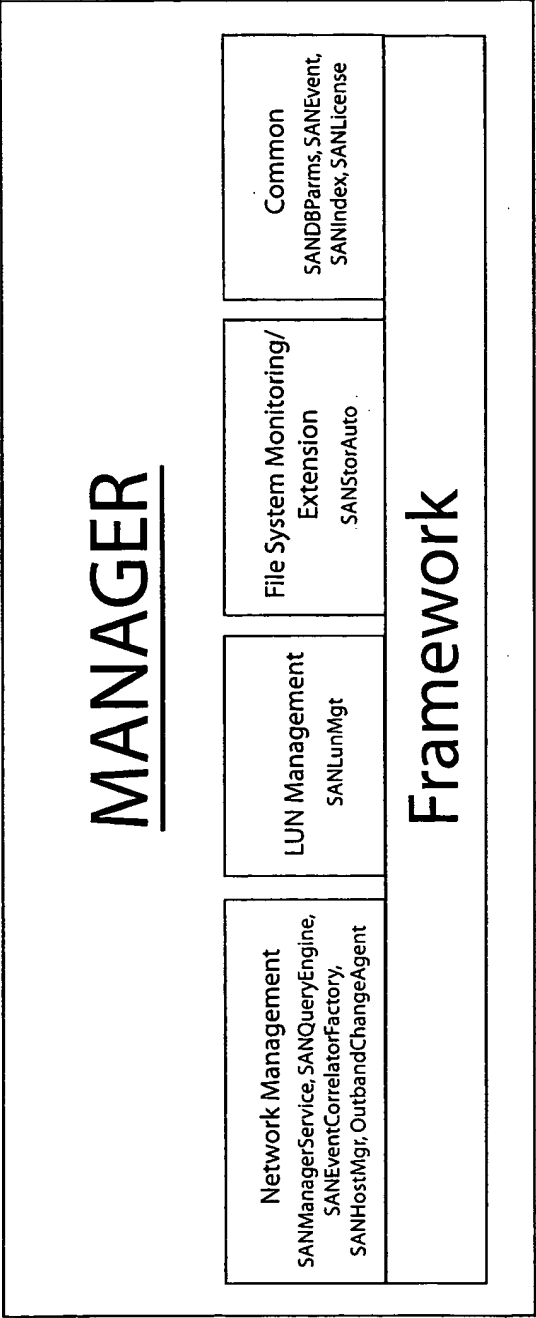 MANAGER
Network Management
SANManagerService, SANQueryEngine,
SANEventCorrelatorFactory,
SANHostMgr, OutbandChangeAgent
LUN Management
SANLunMgt
File System Monitoring/
Extension
SANStorAuto
Common
SANDBParms, SANEvent,
SANIndex, SANLicense
Framework